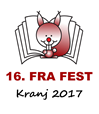 16. FRA FEST
Kranj 2017